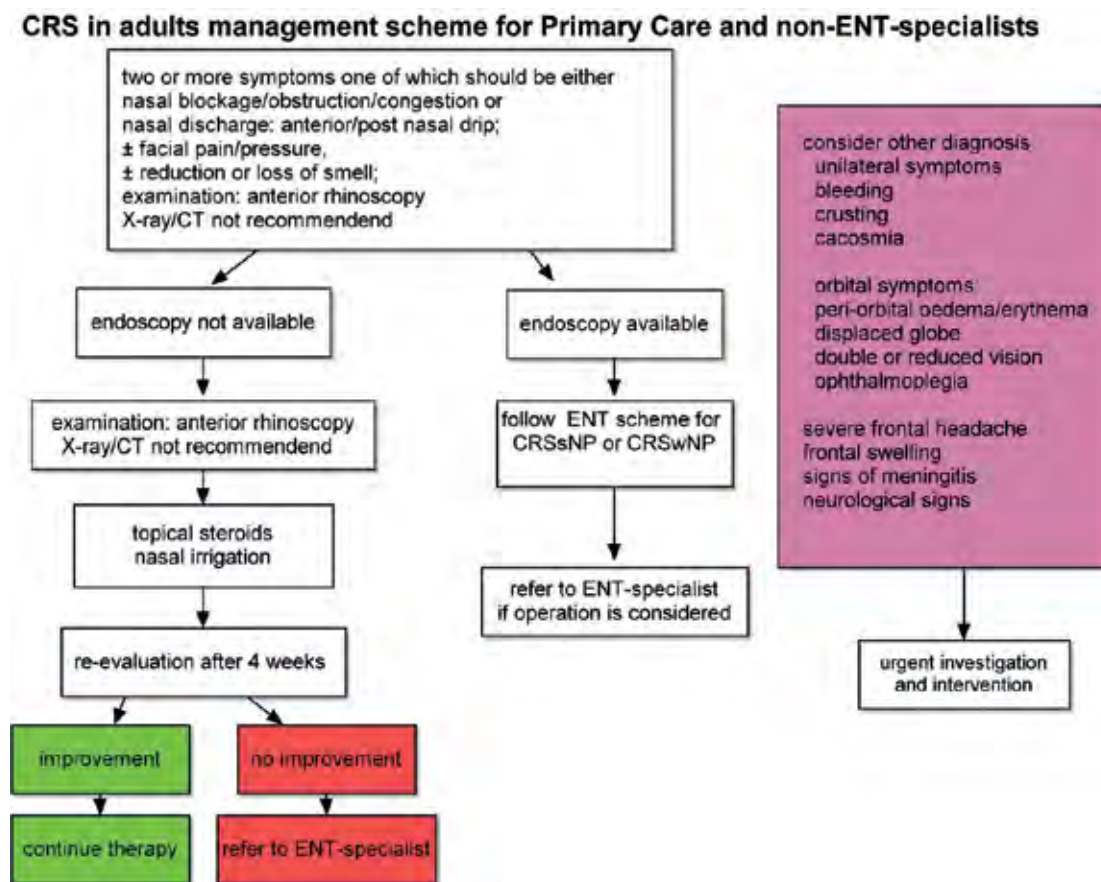 CRS in adults management scheme for Primary Care and non-ENT-specialists
two or more symptoms one of which should be either
nasal blockage/obstruction/congestion or
nasal discharge: anterior/post nasal drip;
± facial pain/pressure,
± reduction or loss of smell;
examination: anterior rhinoscopy
X-ray/CT not recommendend
endoscopy not available
examination: anterior rhinoscopy
X-ray/CT not recommendend
topical steroids
nasal irrigation
re-evaluation after 4 weeks
improvement
continue therapy
no improvement
refer to ENT-specialist
endoscopy available
follow ENT scheme for
CRSsNP or CRSwNP
refer to ENT-specialist
if operation is considered
consider other diagnosis
unilateral symptoms
bleeding
crusting
cacosmia
orbital symptoms:
peri-orbital oedema/erythema
displaced globe
double or reduced vision
ophthalmoplegia
severe frontal headache
frontal swelling
signs of meningitis
neurological signs
urgent investigation
and intervention